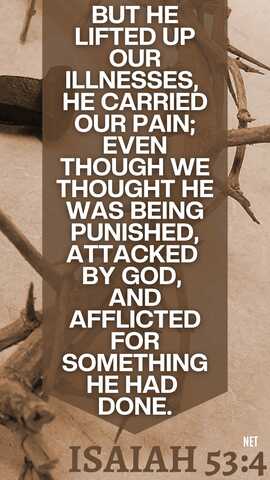 BUT HE
LIFTED UP
OUR
ILLNESSES,
HE CARRIED
OUR PAIN;
EVEN
THOUGH WE
THOUGHT HE
WAS BEING
PUNISHED,
ATTACKED
BY GOD,
AND
AFFLICTED
FOR
SOMETHING
HE HAD
DONE.
NET
ISAIAH 53:4